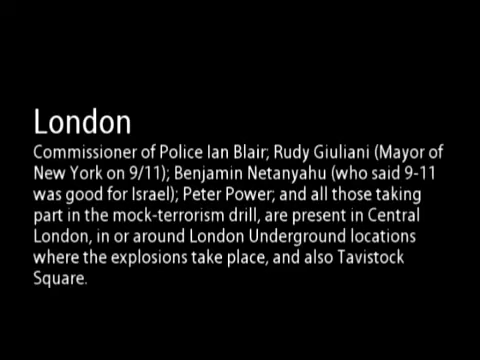 London
Commissioner of Police Ian Blair; Rudy Giuliani (Mayor of
New York on 9/11); Benjamin Netanyahu (who said 9-11
was good for Israel); Peter Power; and all those taking
part in the mock-terrorism drill, are present in Central
London, in or around London Underground locations
where the explosions take place, and also Tavistock
Square.